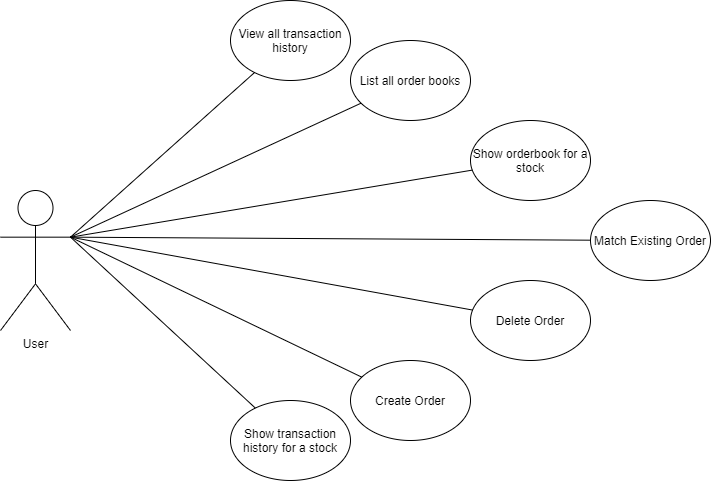 View all transaction
history
List all order books
Show orderbook for a
stock
Match Existing Order
Delete Order
User
Create Order
Show transaction
history for a stock